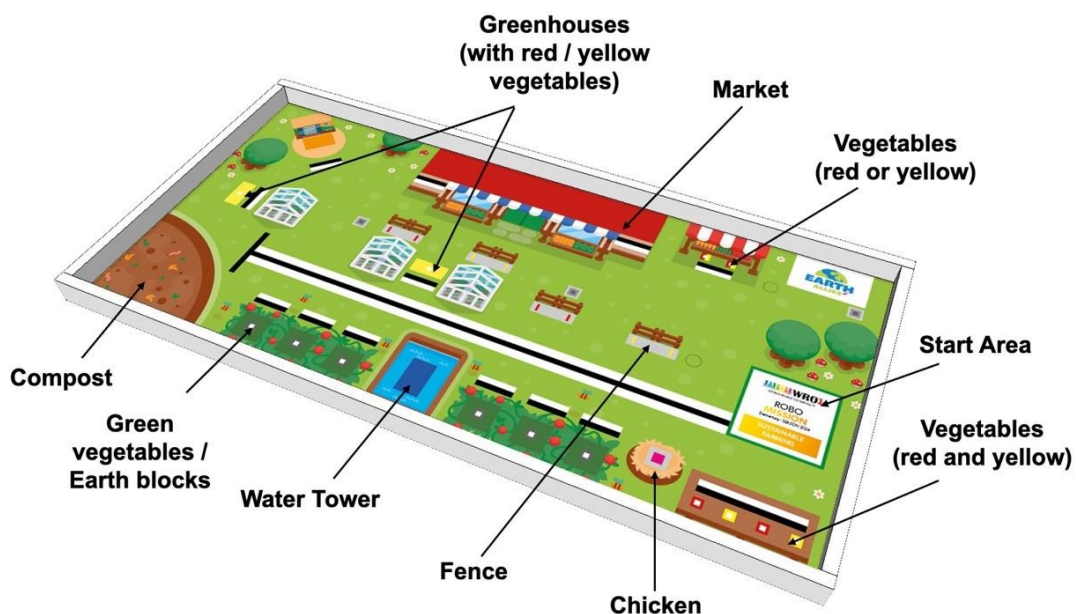 Greenhouses
(with red / yellow
vegetables)
Market
Vegetables
(red or yellow)
EARTH
ALLIES
Start Area
WRO
ROBO
MISSION
SUSTAINABLE
FARMING
Vegetables
(red and yellow)
Compost
Green
vegetables /
Earth blocks
Water Tower
Fence
Chicken